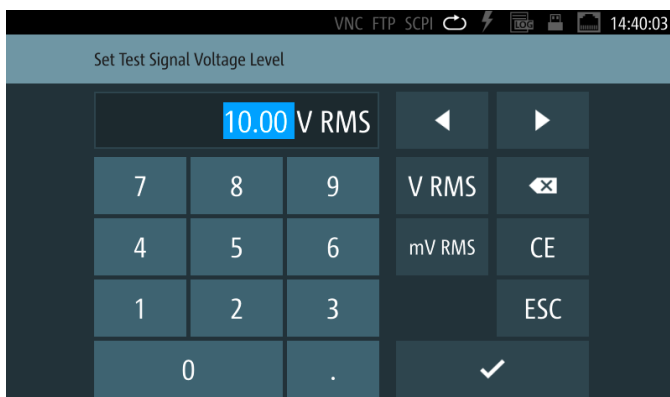 VNC FTP SCPI LOG 14:40:03
Set Test Signal Voltage Level
10.00 V RMS
7 8 9 V RMS
4 5 6 mV RMS CE
1 2 3 ESC
0 .